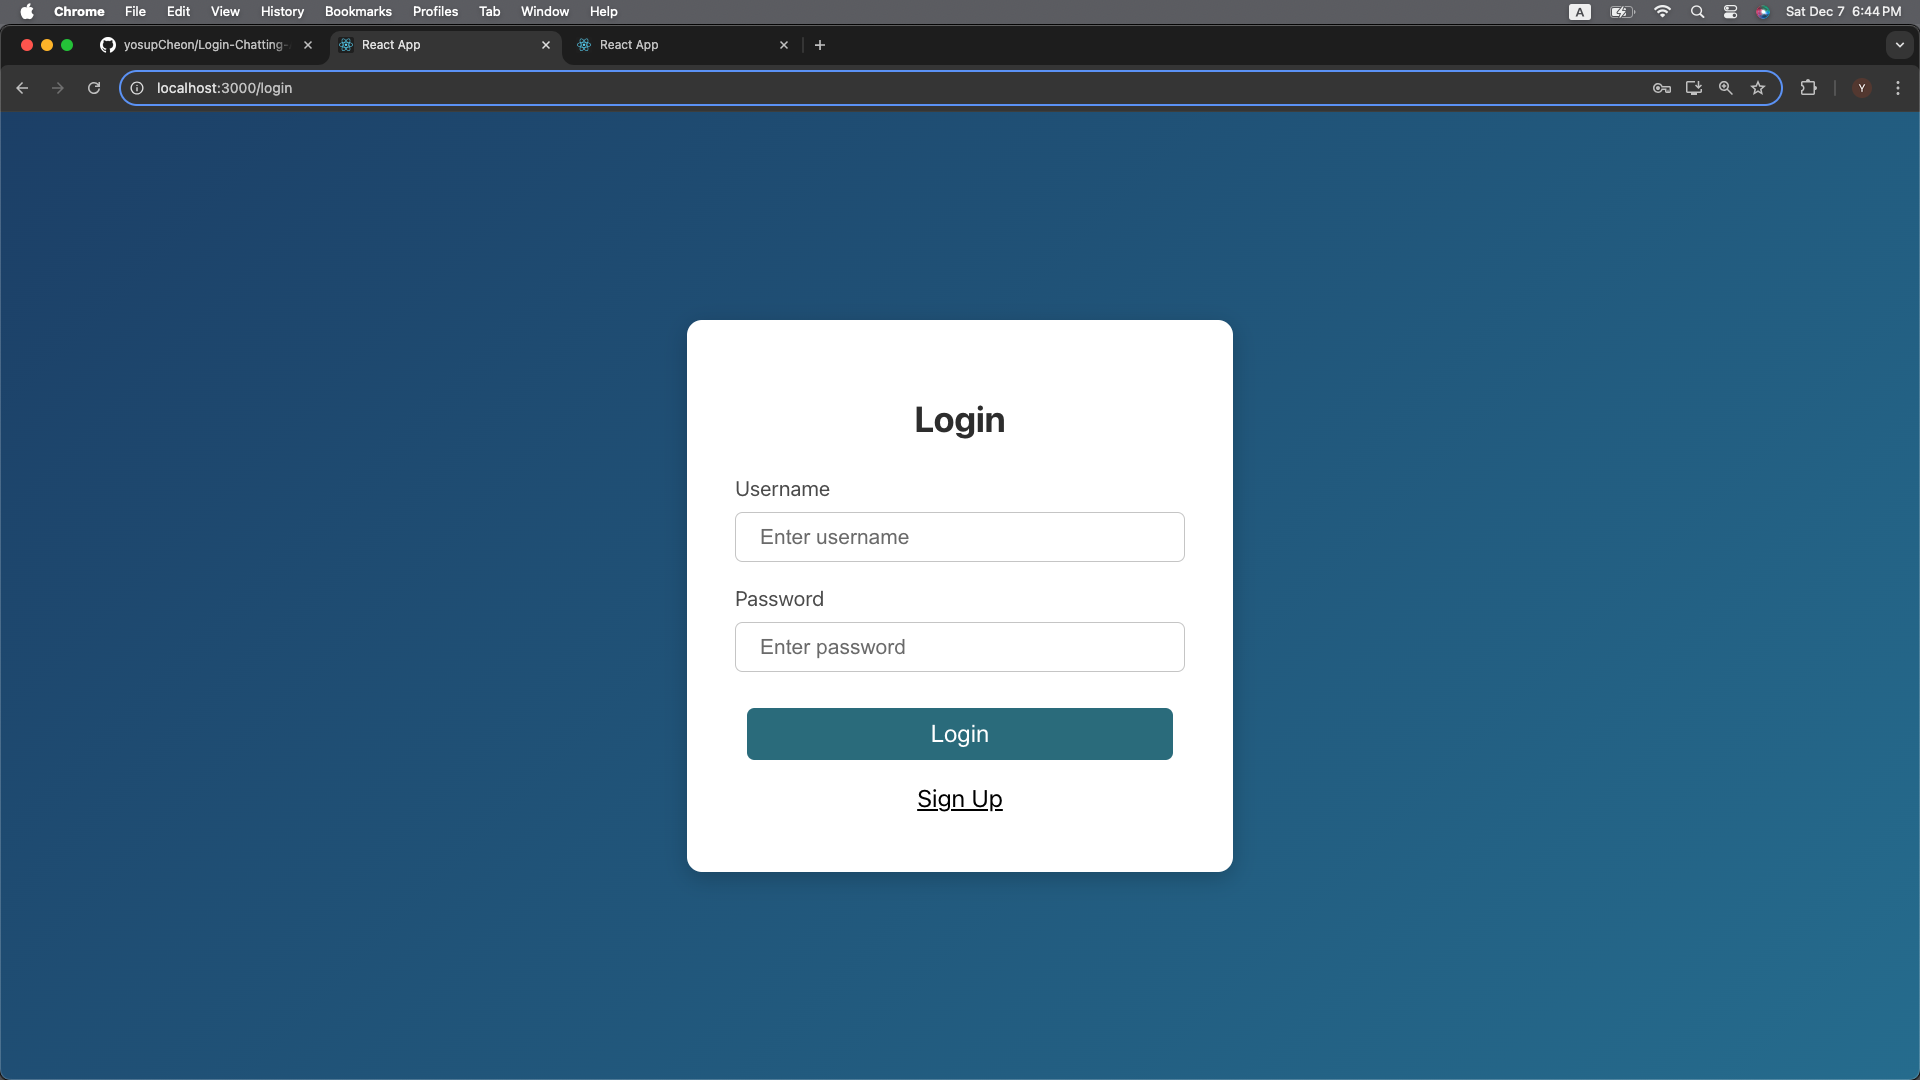 Chrome File Edit View History Bookmarks Profiles Tab Window Help A Sat Dec 7 6:44 PM
yosupCheon/Login-Chatting- React App React App
localhost:3000/login Y
Login
Username
Enter username
Password
Enter password
Login
Sign Up